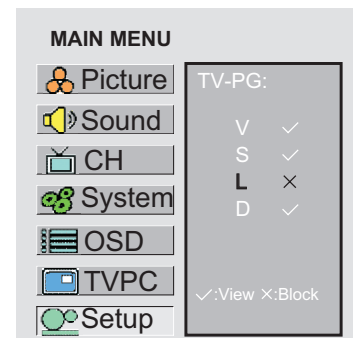 MAIN MENU
Picture
Sound
CH
System
OSD
TVPC
Setup
TV-PG:
V ✓
S ✓
L ×
D ✓
✓:View ×:Block